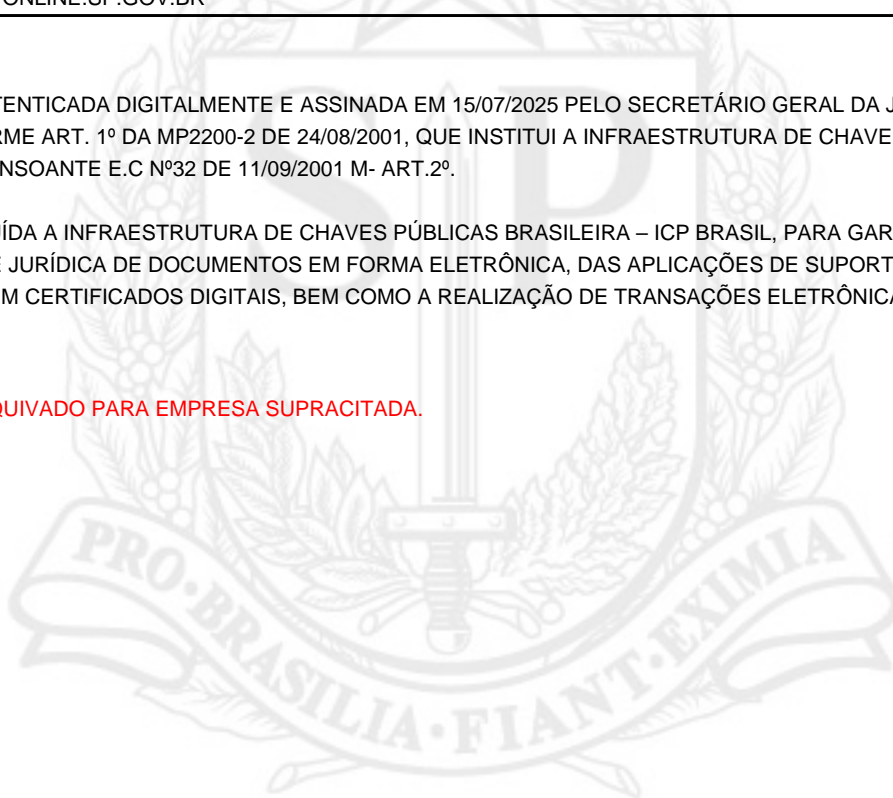 ONLINE.SP.GOV.BR
TENTICADA DIGITALMENTE E ASSINADA EM 15/07/2025 PELO SECRETÁRIO GERAL DA J
RME ART. 1º DA MP2200-2 DE 24/08/2001, QUE INSTITUI A INFRAESTRUTURA DE CHAVE
NSOANTE E.C Nº32 DE 11/09/2001 M- ART.2º.
ÍDA A INFRAESTRUTURA DE CHAVES PÚBLICAS BRASILEIRA – ICP BRASIL, PARA GAR
E JURÍDICA DE DOCUMENTOS EM FORMA ELETRÔNICA, DAS APLICAÇÕES DE SUPORT
M CERTIFICADOS DIGITAIS, BEM COMO A REALIZAÇÃO DE TRANSAÇÕES ELETRÔNICA
QUIVADO PARA EMPRESA SUPRACITADA.
SP
PRO·BRASILIA·FIANT·EXIMIA